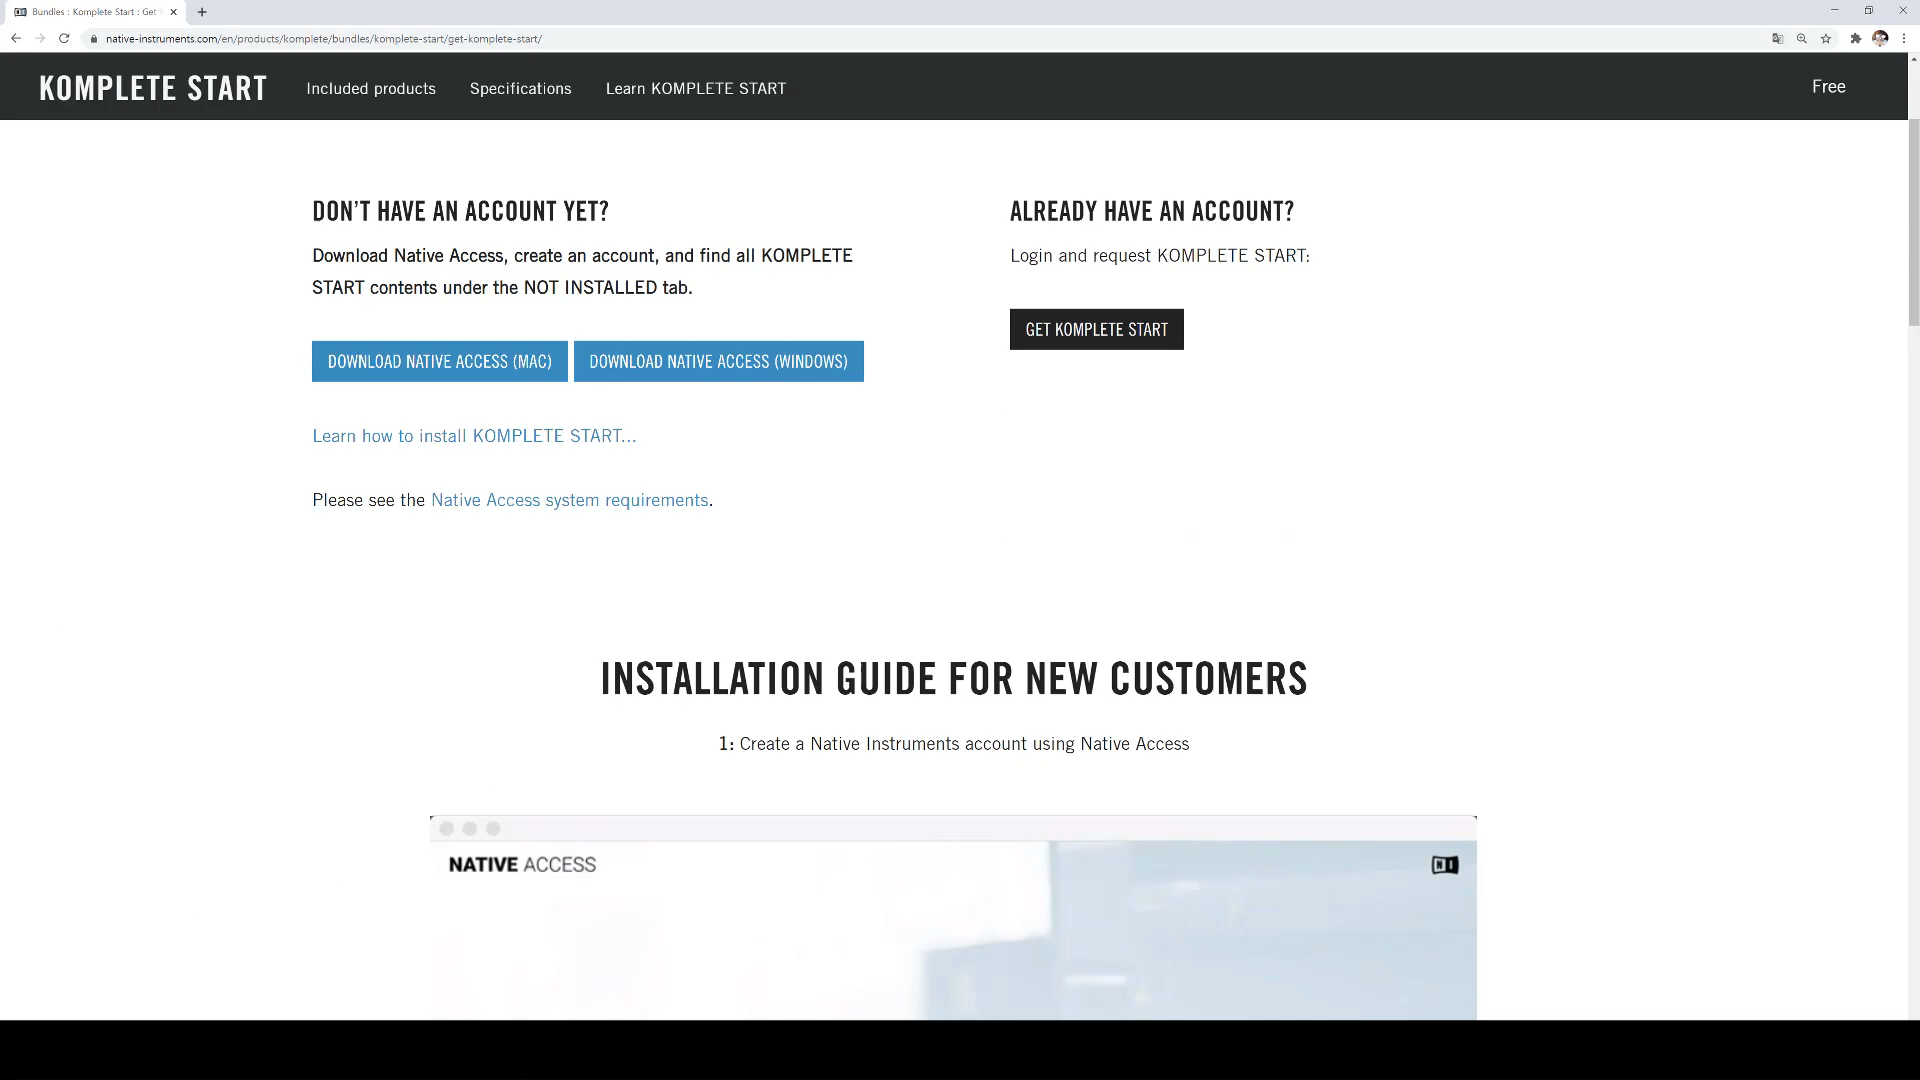 Bundles : Komplete Start : Get
native-instruments.com/en/products/komplete/bundles/komplete-start/get-komplete-start/
KOMPLETE START
Included products
Specifications
Learn KOMPLETE START
Free
DON'T HAVE AN ACCOUNT YET?
Download Native Access, create an account, and find all KOMPLETE
START contents under the NOT INSTALLED tab.
DOWNLOAD NATIVE ACCESS (MAC)
DOWNLOAD NATIVE ACCESS (WINDOWS)
Learn how to install KOMPLETE START...
Please see the Native Access system requirements.
ALREADY HAVE AN ACCOUNT?
Login and request KOMPLETE START:
GET KOMPLETE START
INSTALLATION GUIDE FOR NEW CUSTOMERS
1: Create a Native Instruments account using Native Access
NATIVE ACCESS
NI